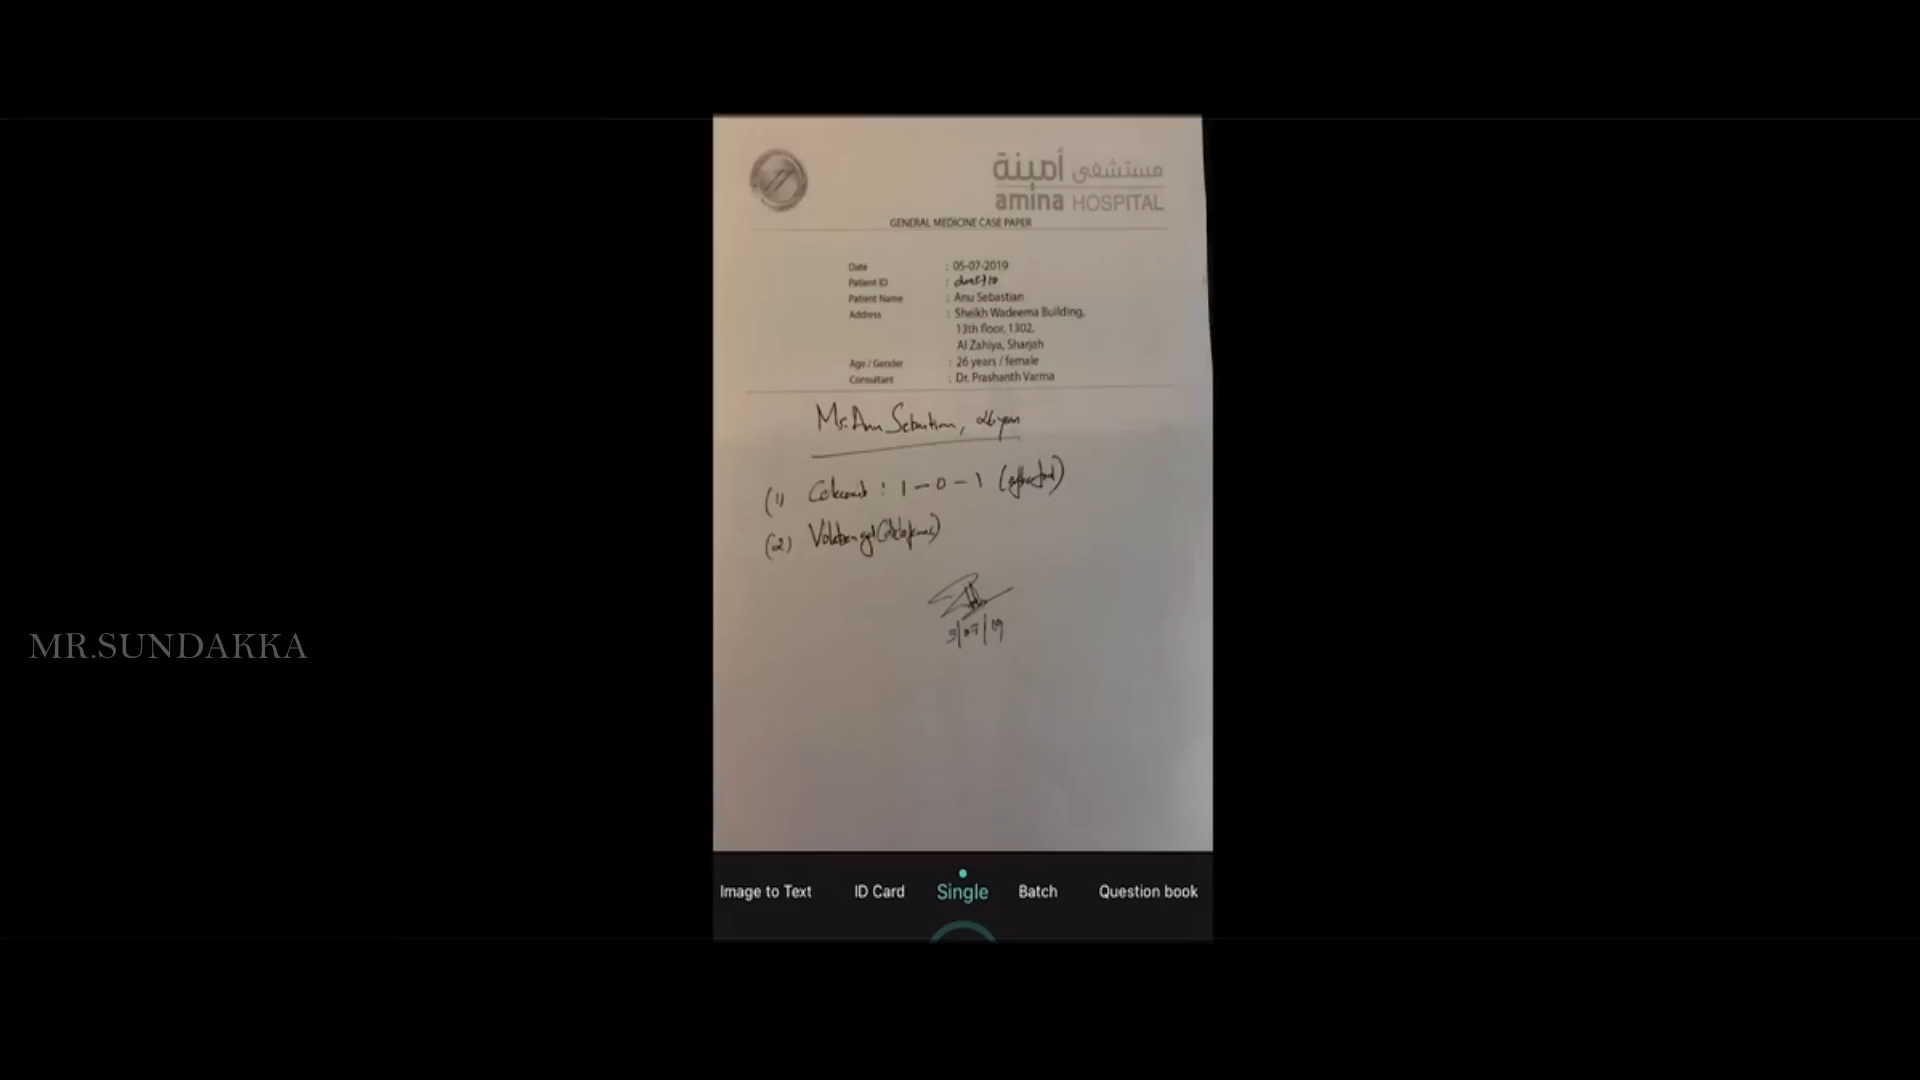 مستشفى أمينة
amina HOSPITAL
GENERAL MEDICINE CASE PAPER
Date : 05-07-2019
Patient ID :
Patient Name : Anu Sebastian
Address : Sheikh Wadeema Building,
13th floor, 1302,
Al Zahiya, Sharjah
Age / Gender : 26 years / female
Consultant : Dr. Prashanth Varma
Ms. Anu Sebastian, 26 years
(1) : 1-0-1
(2)
MR.SUNDAKKA
Image to Text ID Card Single Batch Question book